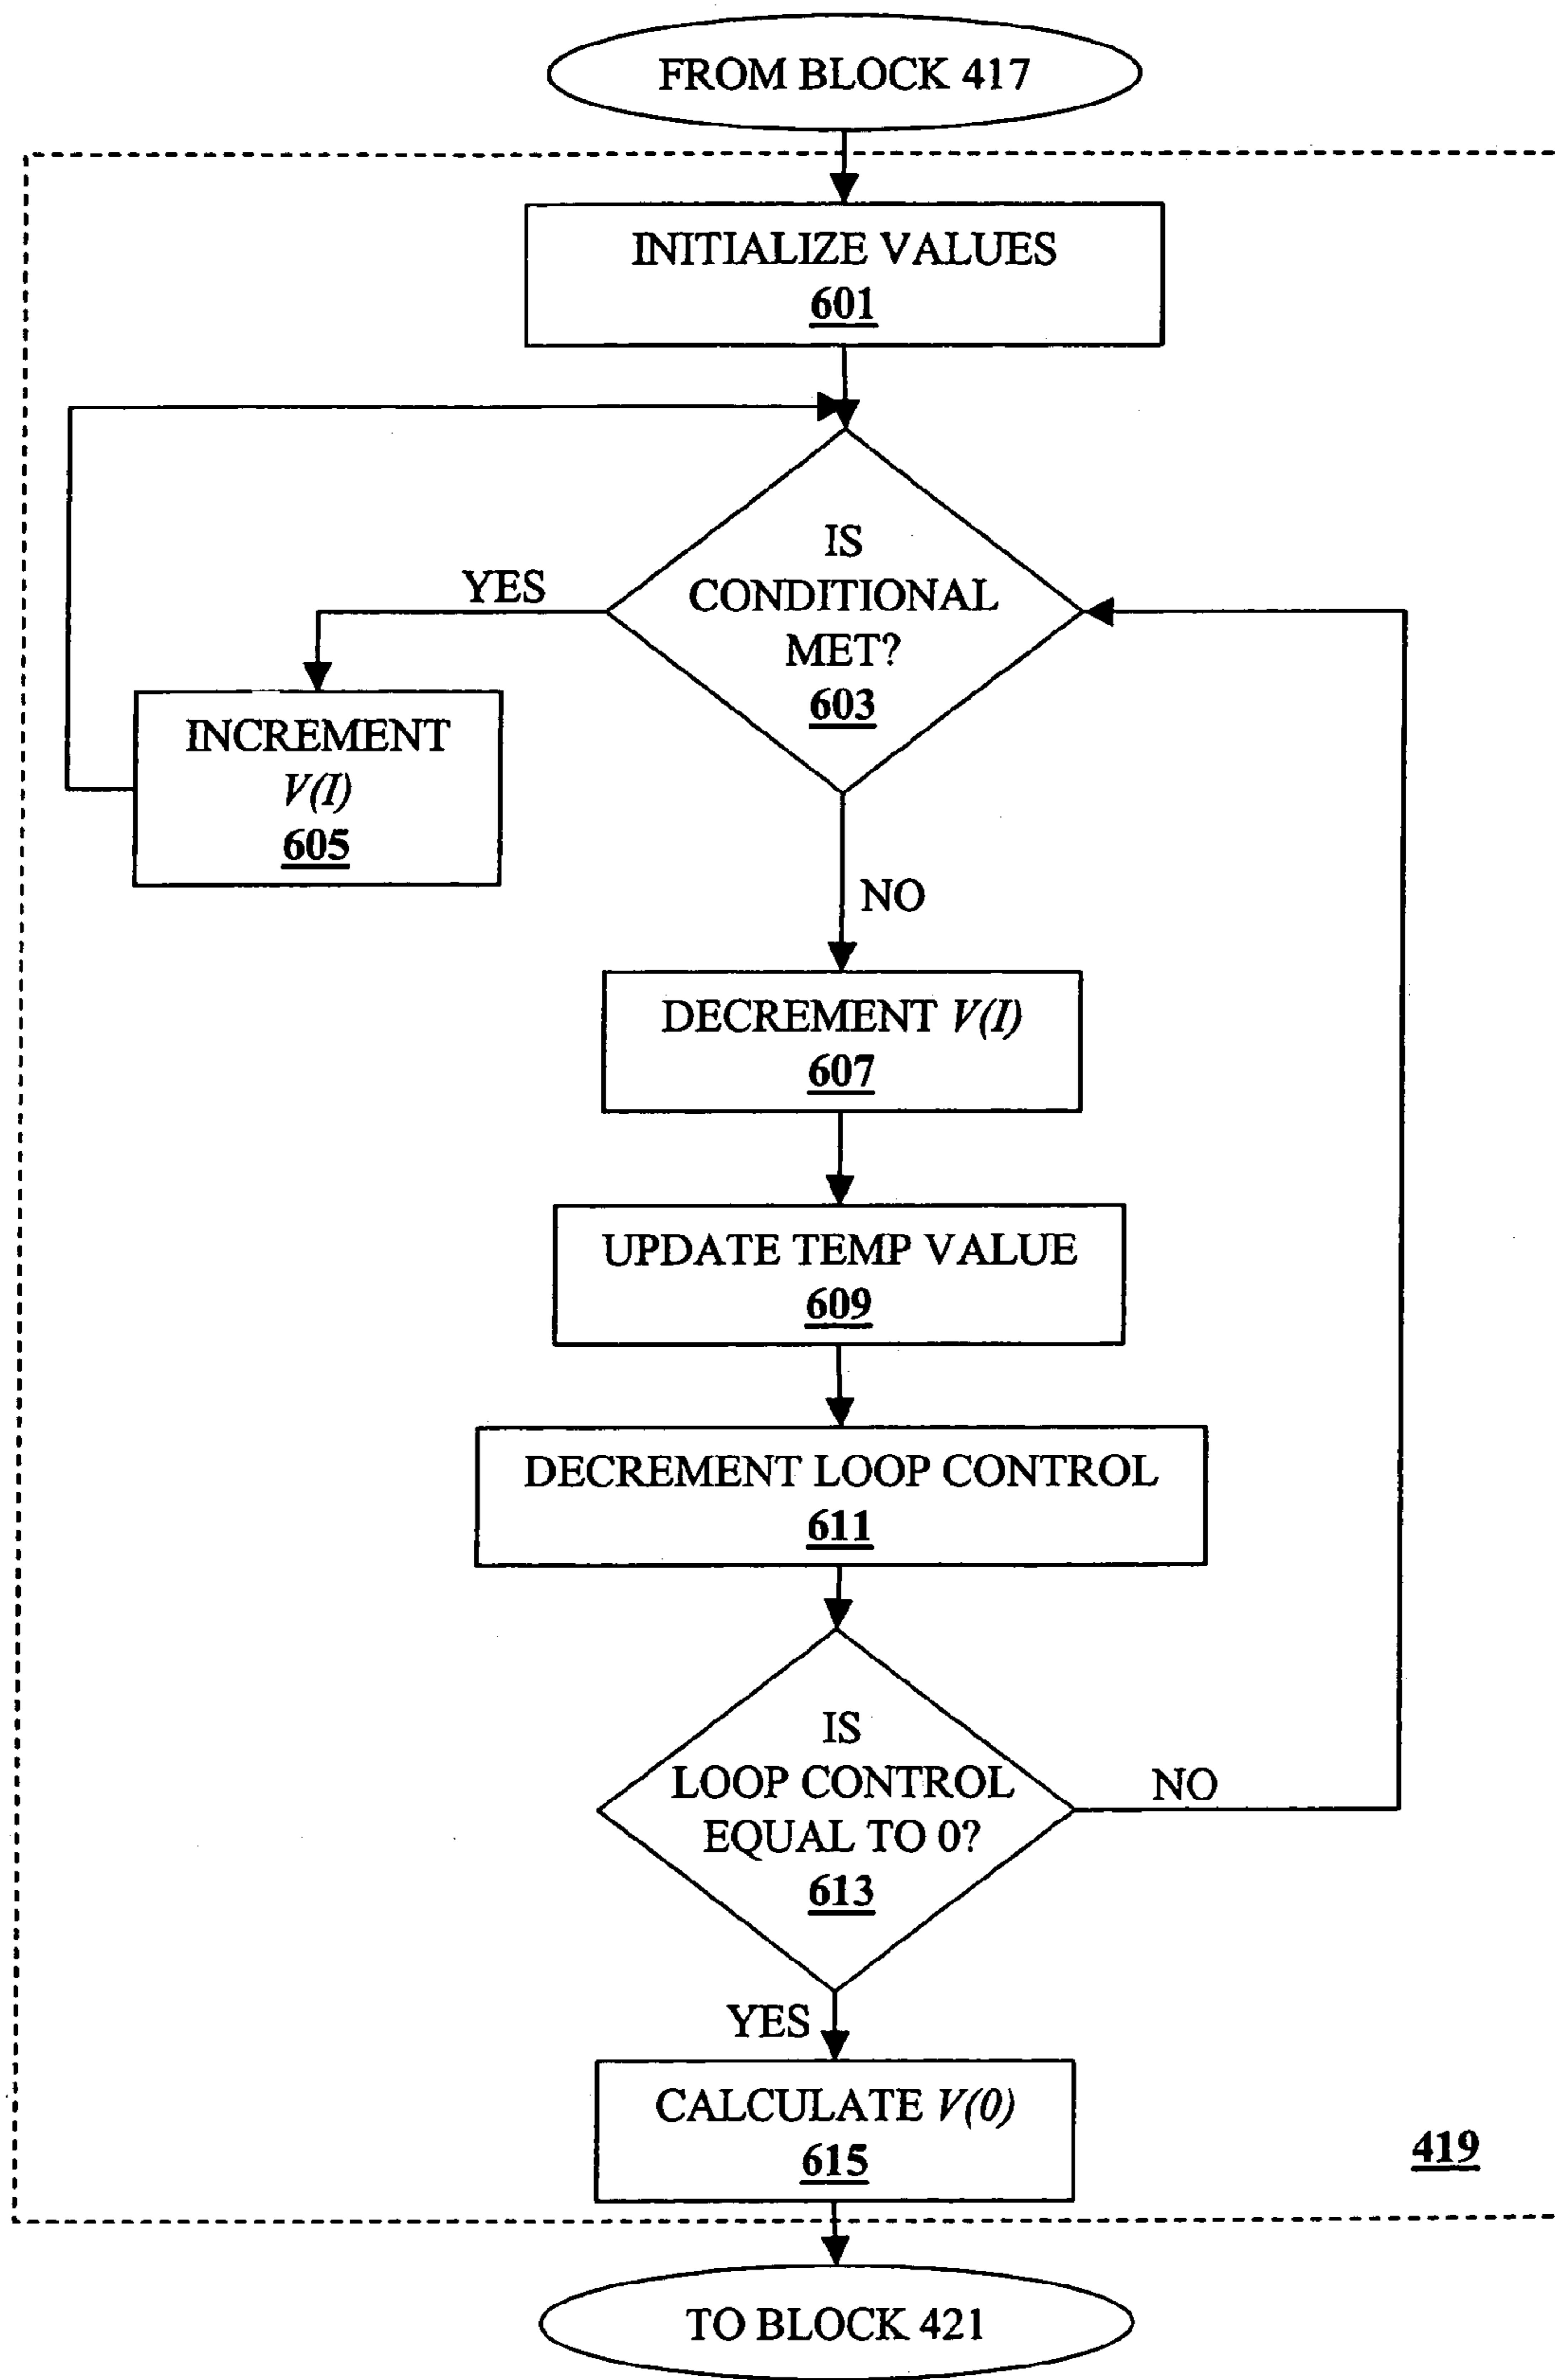 FROM BLOCK 417
INITIALIZE VALUES
601
IS
CONDITIONAL
MET?
603
YES
INCREMENT
V(I)
605
NO
DECREMENT V(I)
607
UPDATE TEMP VALUE
609
DECREMENT LOOP CONTROL
611
IS
LOOP CONTROL
EQUAL TO 0?
613
NO
YES
CALCULATE V(0)
615
419
TO BLOCK 421